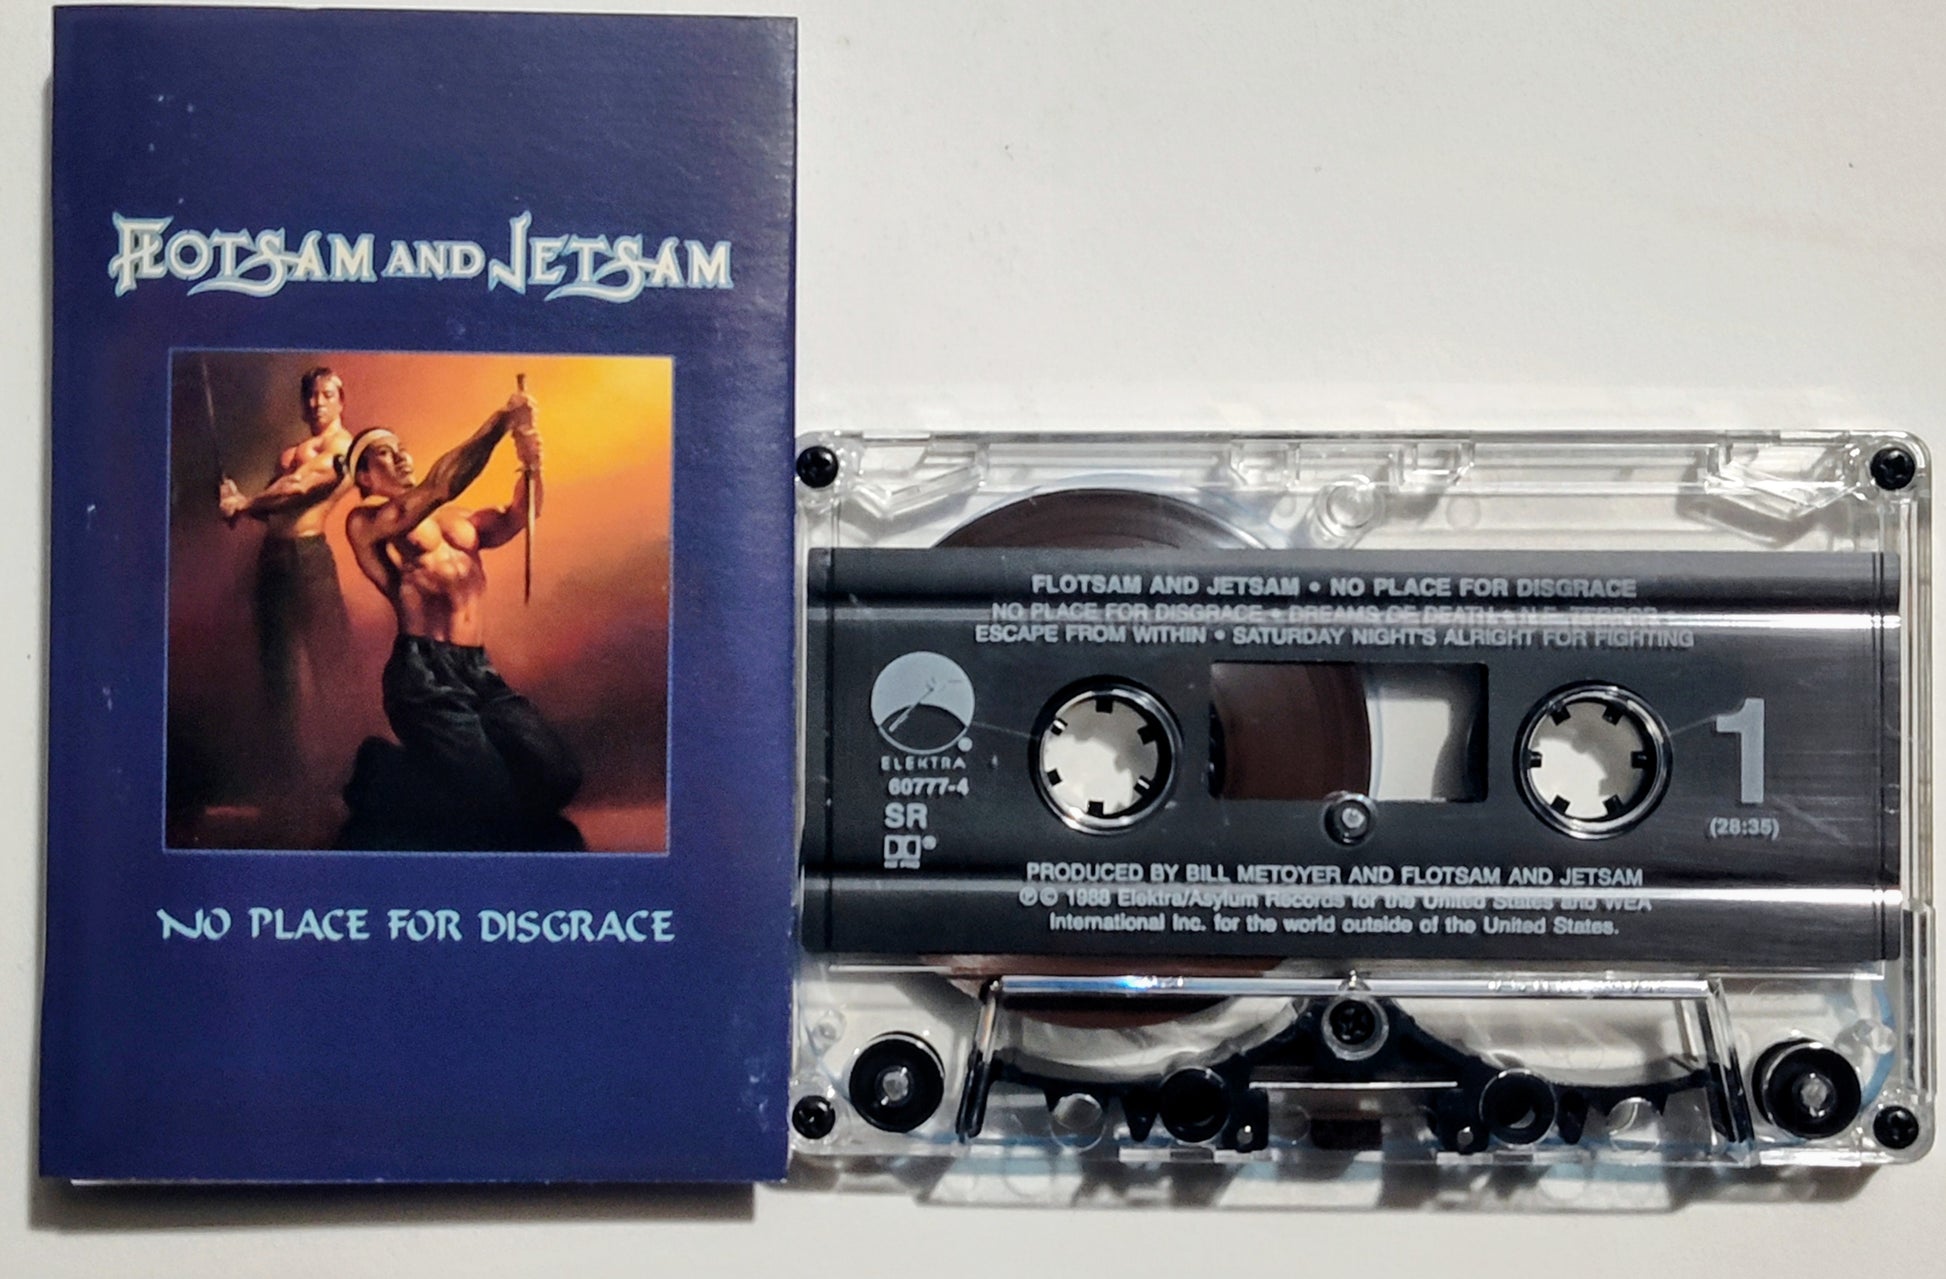 FLOTSAM AND JETSAM
NO PLACE FOR DISGRACE
FLOTSAM AND JETSAM • NO PLACE FOR DISGRACE
NO PLACE FOR DISGRACE • DREAMS OF DEATH • N.E. TERROR •
ESCAPE FROM WITHIN • SATURDAY NIGHT'S ALRIGHT FOR FIGHTING
ELEKTRA ®
60777-4
SR
®
1
(28:35)
PRODUCED BY BILL METOYER AND FLOTSAM AND JETSAM
℗ © 1988 Elektra/Asylum Records for the United States and WEA
International Inc. for the world outside of the United States.